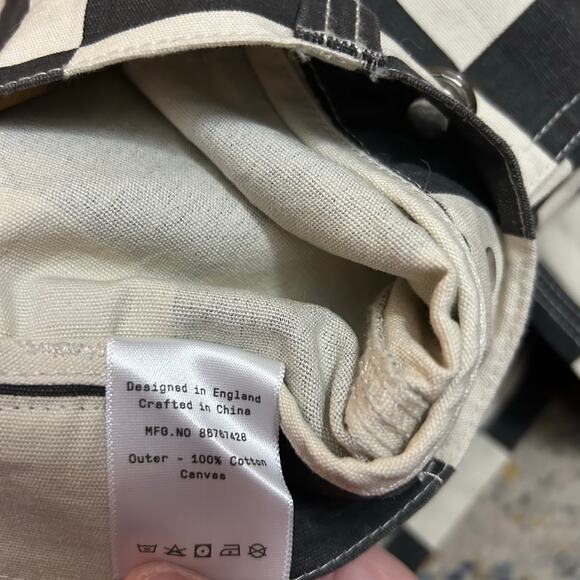 Designed in England
Crafted in China
MFG.NO 88767428
Outer - 100% Cotton
Canvas